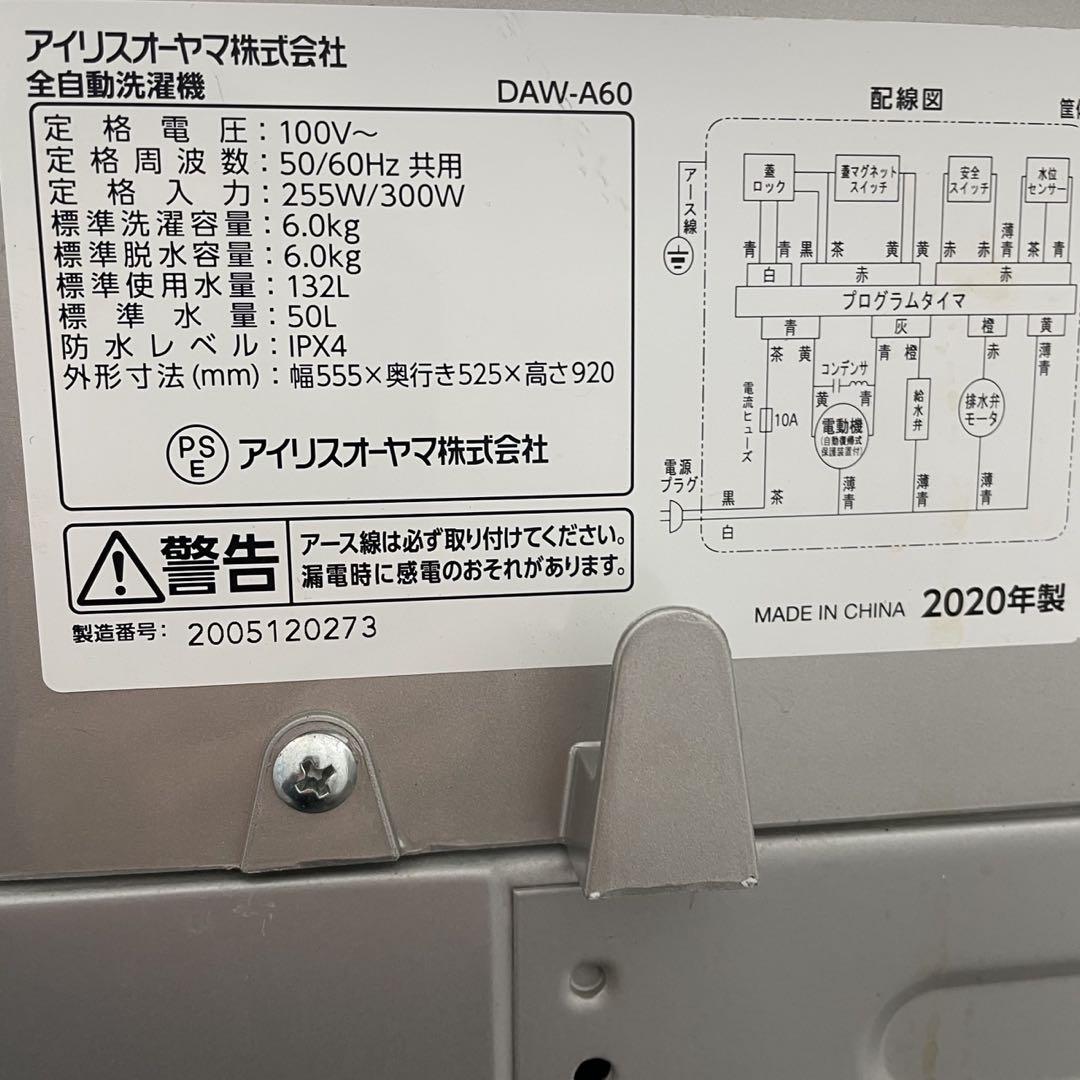 アイリスオーヤマ株式会社
全自動洗濯機 DAW-A60
定格電圧：100V～
定格周波数：50/60Hz 共用
定格入力：255W/300W
標準洗濯容量：6.0kg
標準脱水容量：6.0kg
標準使用水量：132L
標準水量：50L
防水レベル：IPX4
外形寸法(mm)：幅555×奥行き525×高さ920
PSE アイリスオーヤマ株式会社
警告
アース線は必ず取り付けてください。
漏電時に感電のおそれがあります。
製造番号：2005120273
配線図
筐体
アース線
蓋ロック
蓋マグネットスイッチ
安全スイッチ
水位センサー
青 青 黒 茶 黄 黄 赤 赤 薄青 茶 青
白 赤 赤
プログラムタイマ
青 灰 橙 黄
茶 黄 青 橙 赤 薄青
コンデンサ
黄 青
電流ヒューズ
10A
電動機
(自動復帰式
保護装置付)
給水弁
排水弁
モータ
電源
プラグ
黒 茶 薄青 薄青 薄青
白
MADE IN CHINA 2020年製